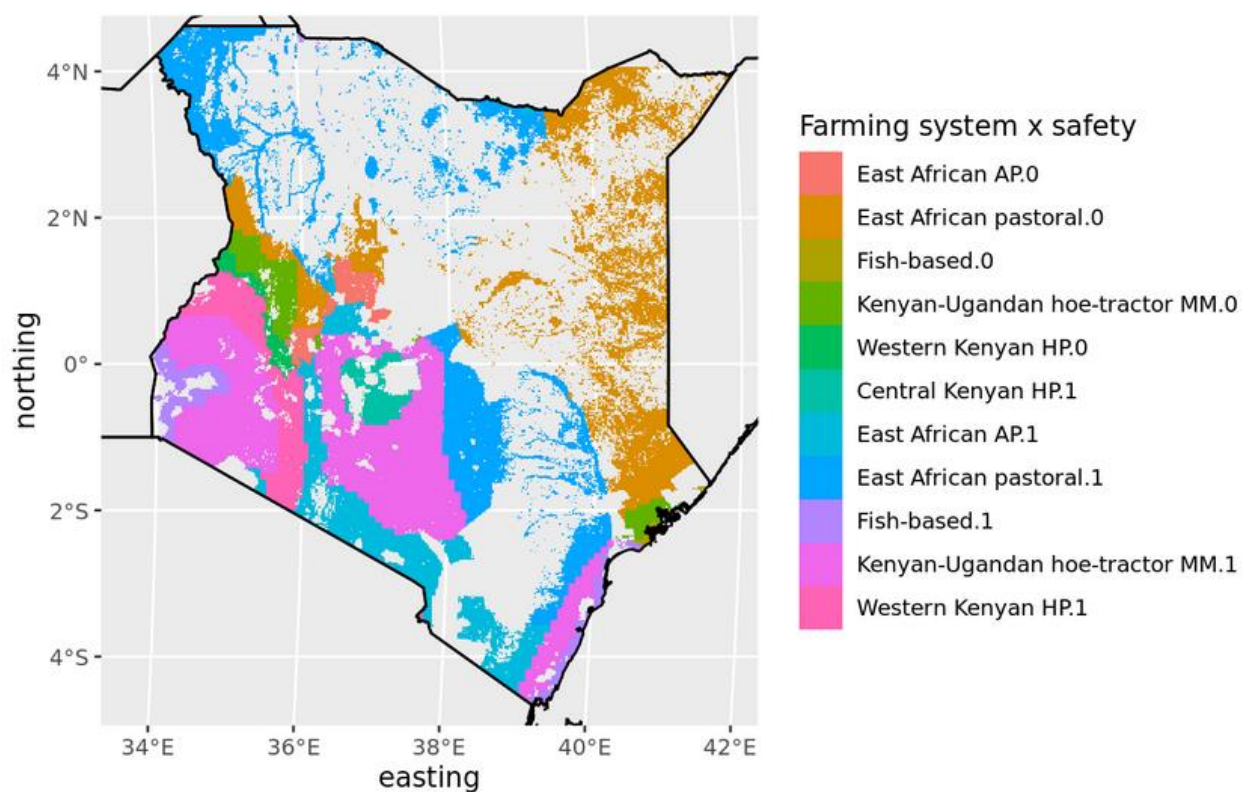 4°N
2°N
0°
2°S
4°S
northing
34°E
36°E
38°E
40°E
42°E
easting
Farming system x safety
East African AP.0
East African pastoral.0
Fish-based.0
Kenyan-Ugandan hoe-tractor MM.0
Western Kenyan HP.0
Central Kenyan HP.1
East African AP.1
East African pastoral.1
Fish-based.1
Kenyan-Ugandan hoe-tractor MM.1
Western Kenyan HP.1